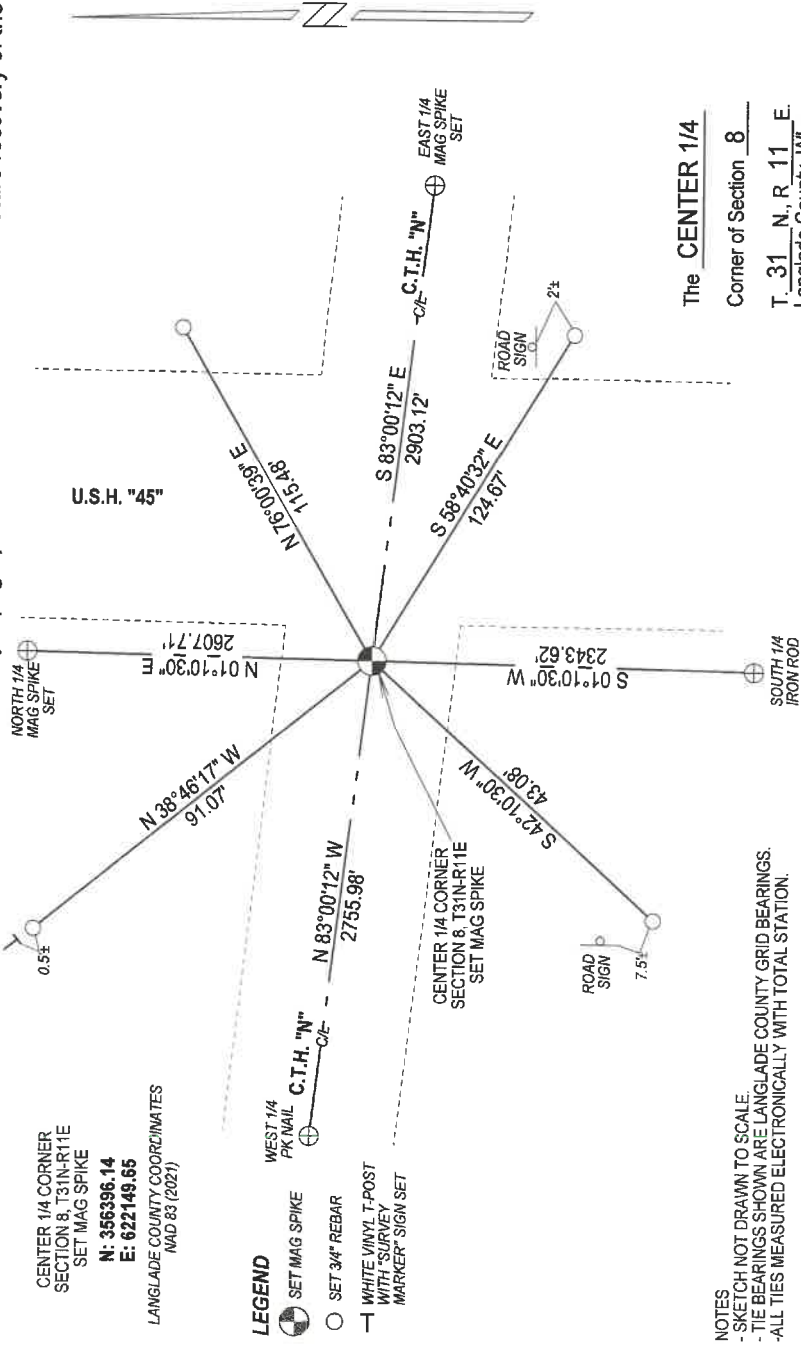 CENTER 1/4 CORNER
SECTION 8, T31N-R11E
SET MAG SPIKE
N: 356396.14
E: 622149.65
LANGLADE COUNTY COORDINATES
NAD 83 (2021)
LEGEND
SET MAG SPIKE
SET 3/4" REBAR
WHITE VINYL T-POST
WITH "SURVEY
MARKER" SIGN SET
NORTH 1/4
MAG SPIKE
SET
N 01°10'30" E
2607.71'
U.S.H. "45"
N 38°46'17" W
91.07'
0.5'±
N 76°00'39" E
115.48'
WEST 1/4
PK NAIL
C.T.H. "N"
C/L
N 83°00'12" W
2755.98'
S 83°00'12" E
2903.12'
C/L
C.T.H. "N"
EAST 1/4
MAG SPIKE
SET
CENTER 1/4 CORNER
SECTION 8, T31N-R11E
SET MAG SPIKE
S 42°10'30" W
43.08'
ROAD
SIGN
7.5'±
S 01°10'30" W
2343.62'
SOUTH 1/4
IRON ROD
S 58°40'32" E
124.67'
ROAD
SIGN
2'±
NOTES
- SKETCH NOT DRAWN TO SCALE.
- TIE BEARINGS SHOWN ARE LANGLADE COUNTY GRID BEARINGS.
-ALL TIES MEASURED ELECTRONICALLY WITH TOTAL STATION.
The CENTER 1/4
Corner of Section 8
T. 31 N., R 11 E.
Langlade County, WI
N